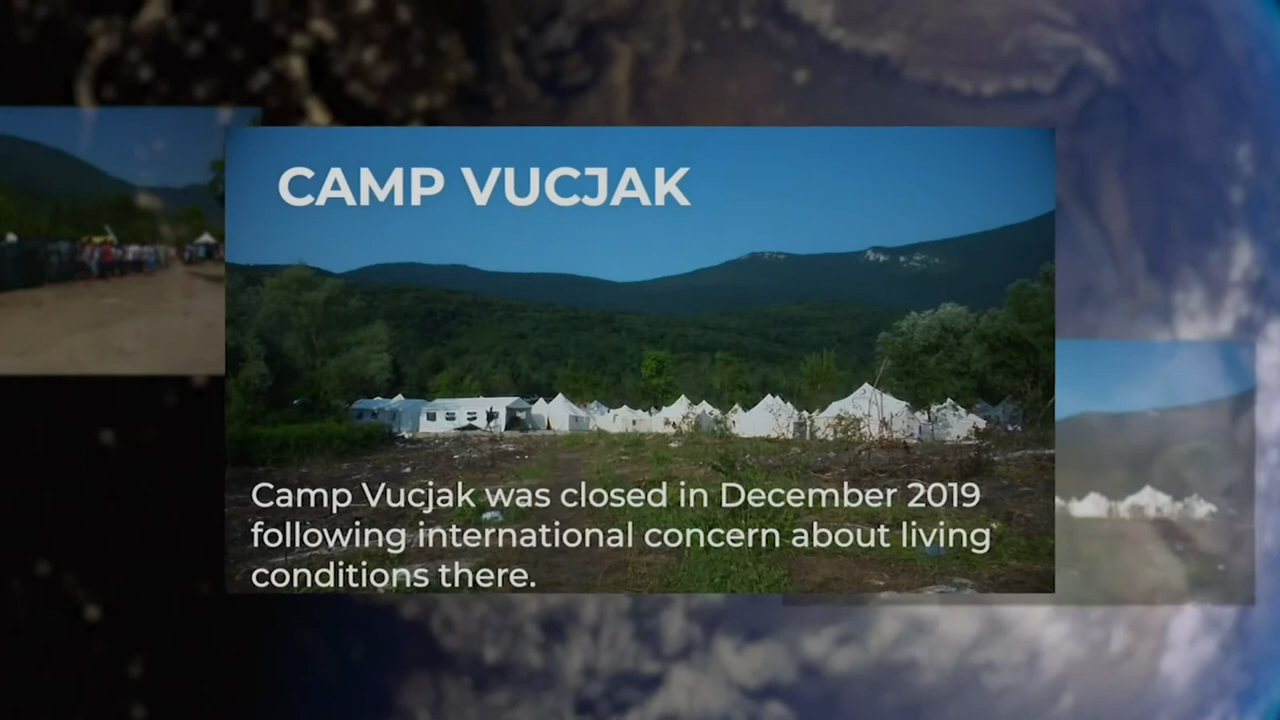 CAMP VUCJAK
Camp Vucjak was closed in December 2019
following international concern about living
conditions there.